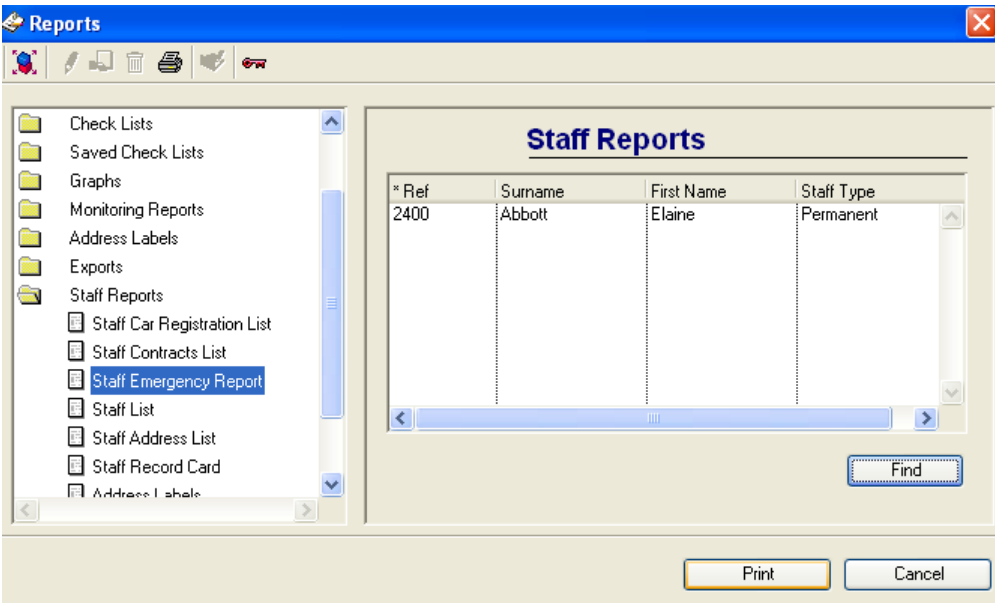 Reports
Check Lists
Saved Check Lists
Graphs
Monitoring Reports
Address Labels
Exports
Staff Reports
Staff Car Registration List
Staff Contracts List
Staff Emergency Report
Staff List
Staff Address List
Staff Record Card
Address Labels
Staff Reports
* Ref Surname First Name Staff Type
2400 Abbott Elaine Permanent
Find
Print Cancel